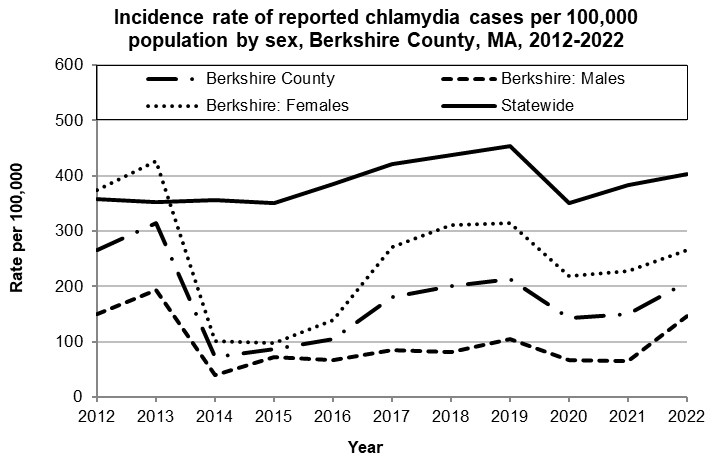 Incidence rate of reported chlamydia cases per 100,000
population by sex, Berkshire County, MA, 2012-2022
600
Berkshire County
Berkshire: Males
Berkshire: Females
Statewide
500
400
300
200
100
0
Rate per 100,000
2012 2013 2014 2015 2016 2017 2018 2019 2020 2021 2022
Year